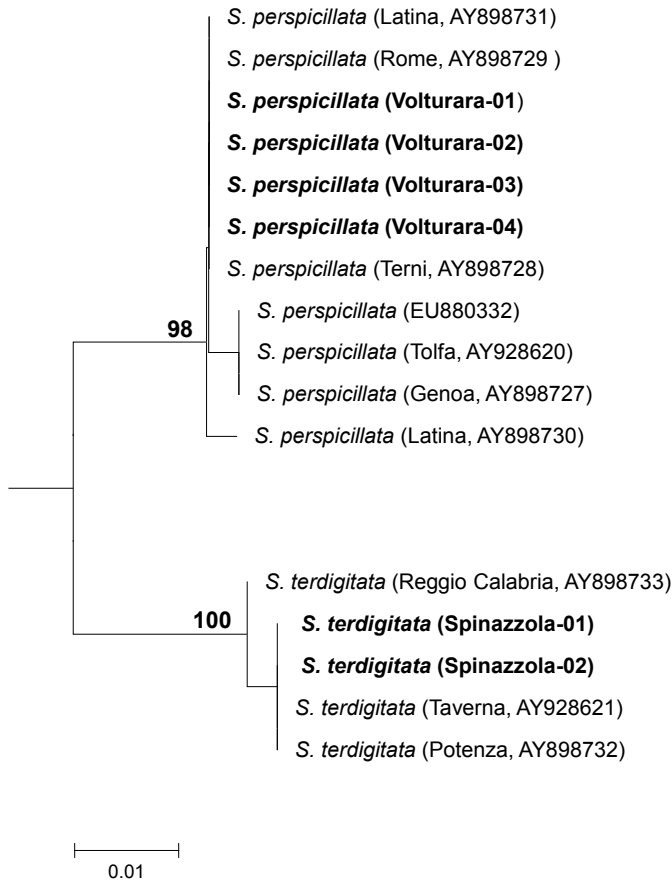 S. perspicillata (Latina, AY898731)
S. perspicillata (Rome, AY898729 )
S. perspicillata (Volturara-01)
S. perspicillata (Volturara-02)
S. perspicillata (Volturara-03)
S. perspicillata (Volturara-04)
S. perspicillata (Terni, AY898728)
S. perspicillata (EU880332)
98
S. perspicillata (Tolfa, AY928620)
S. perspicillata (Genoa, AY898727)
S. perspicillata (Latina, AY898730)
S. terdigitata (Reggio Calabria, AY898733)
100
S. terdigitata (Spinazzola-01)
S. terdigitata (Spinazzola-02)
S. terdigitata (Taverna, AY928621)
S. terdigitata (Potenza, AY898732)
0.01